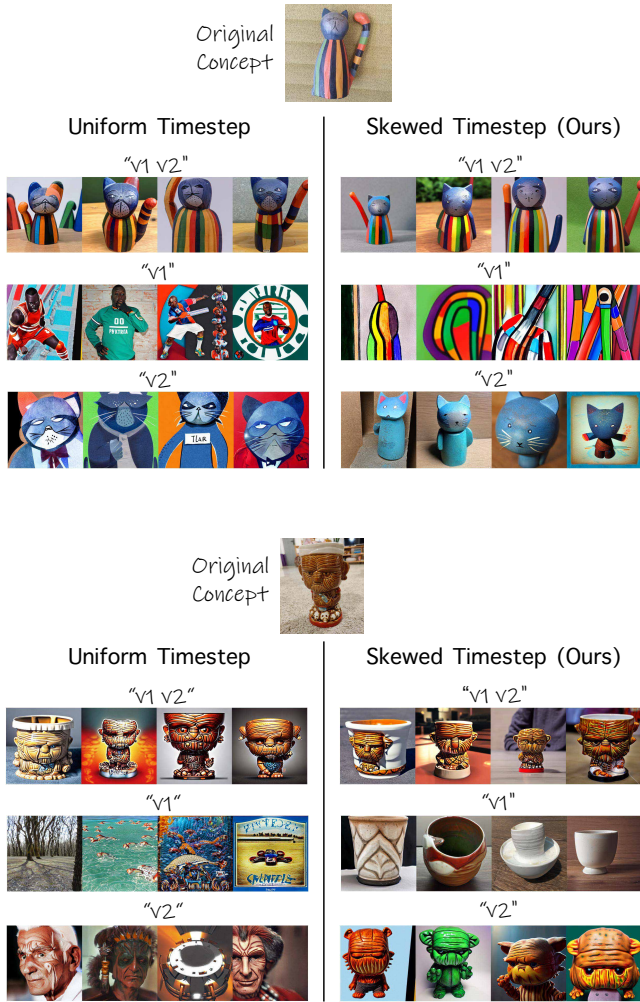 Original
Concept
Uniform Timestep
Skewed Timestep (Ours)
"v1 v2"
"v1 v2"
"v1"
"v1"
00
"v2"
"v2"
Original
Concept
Uniform Timestep
Skewed Timestep (Ours)
"v1 v2"
"v1 v2"
"v1"
"v1"
"v2"
"v2"